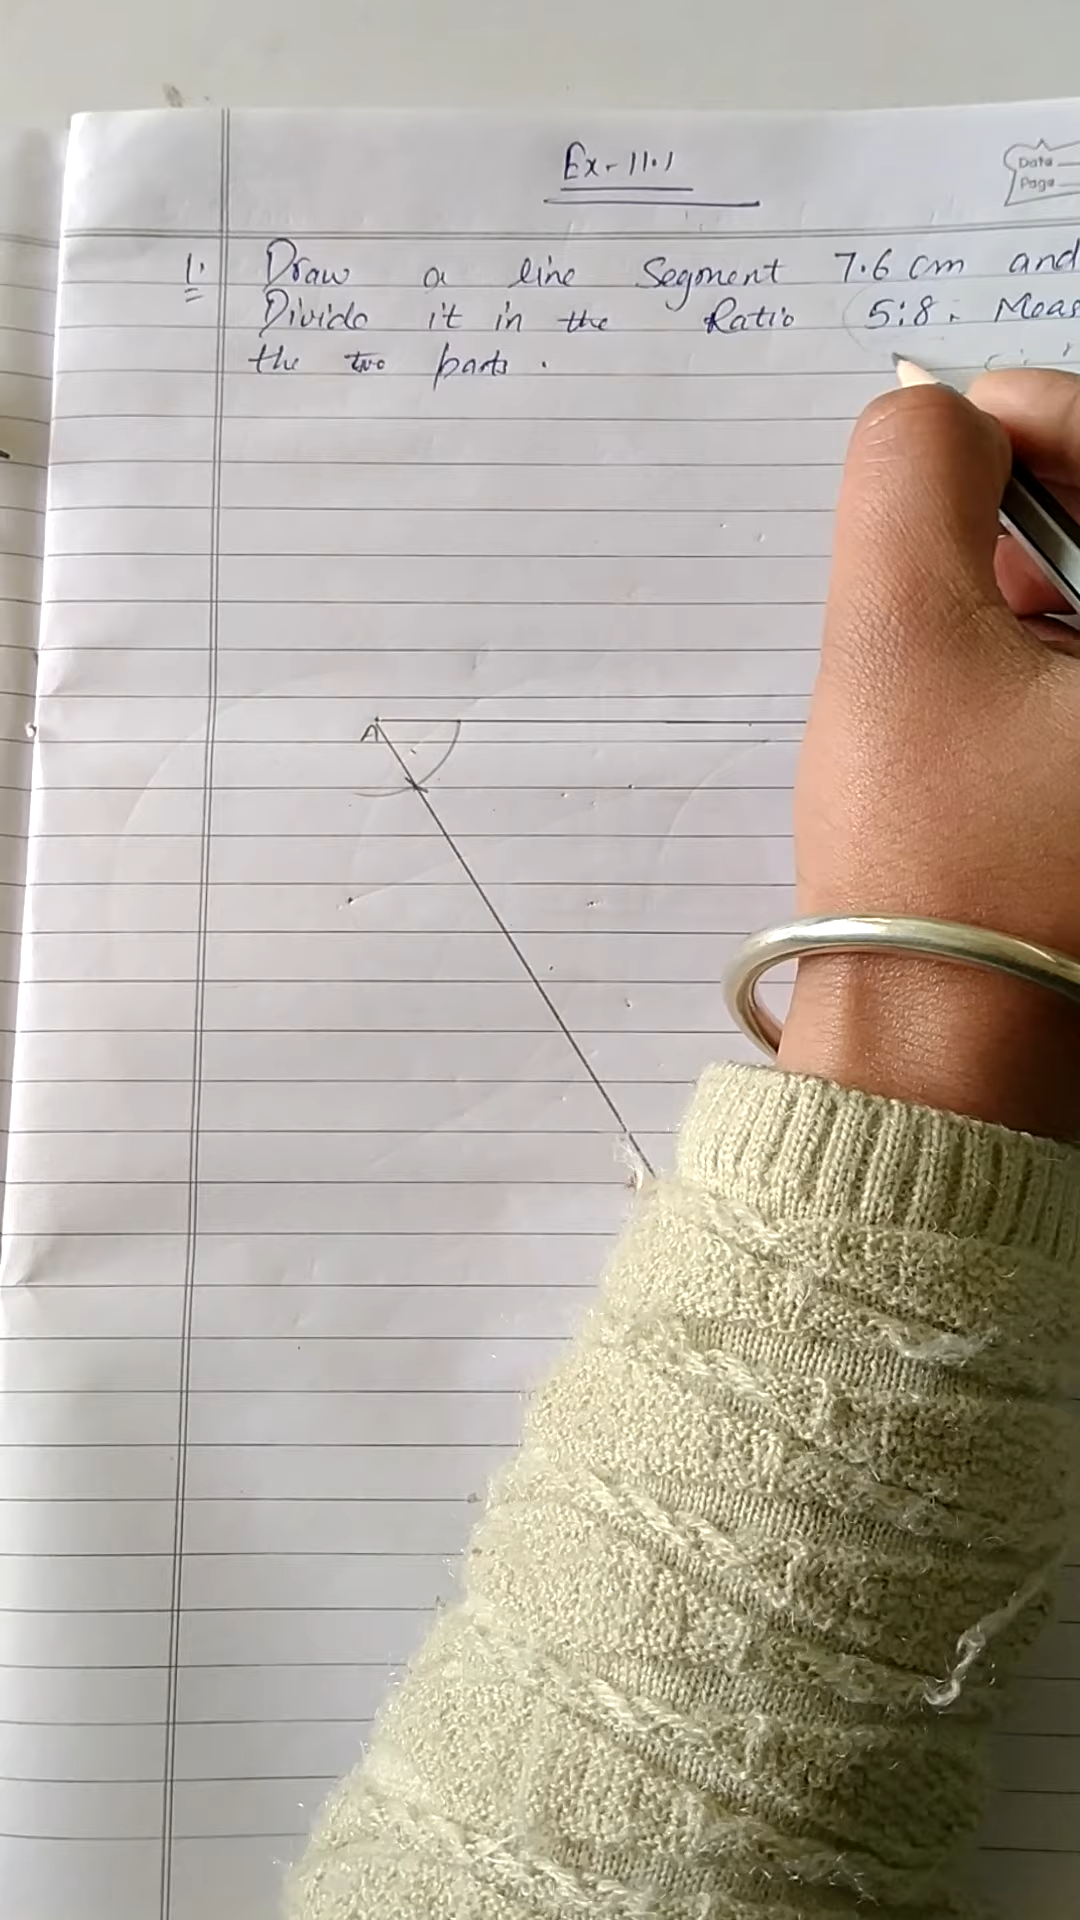 Ex-11.1
Date
Page
1. Draw a line Segment 7.6 cm and
Divide it in the Ratio 5:8. Meas
the two parts.
A